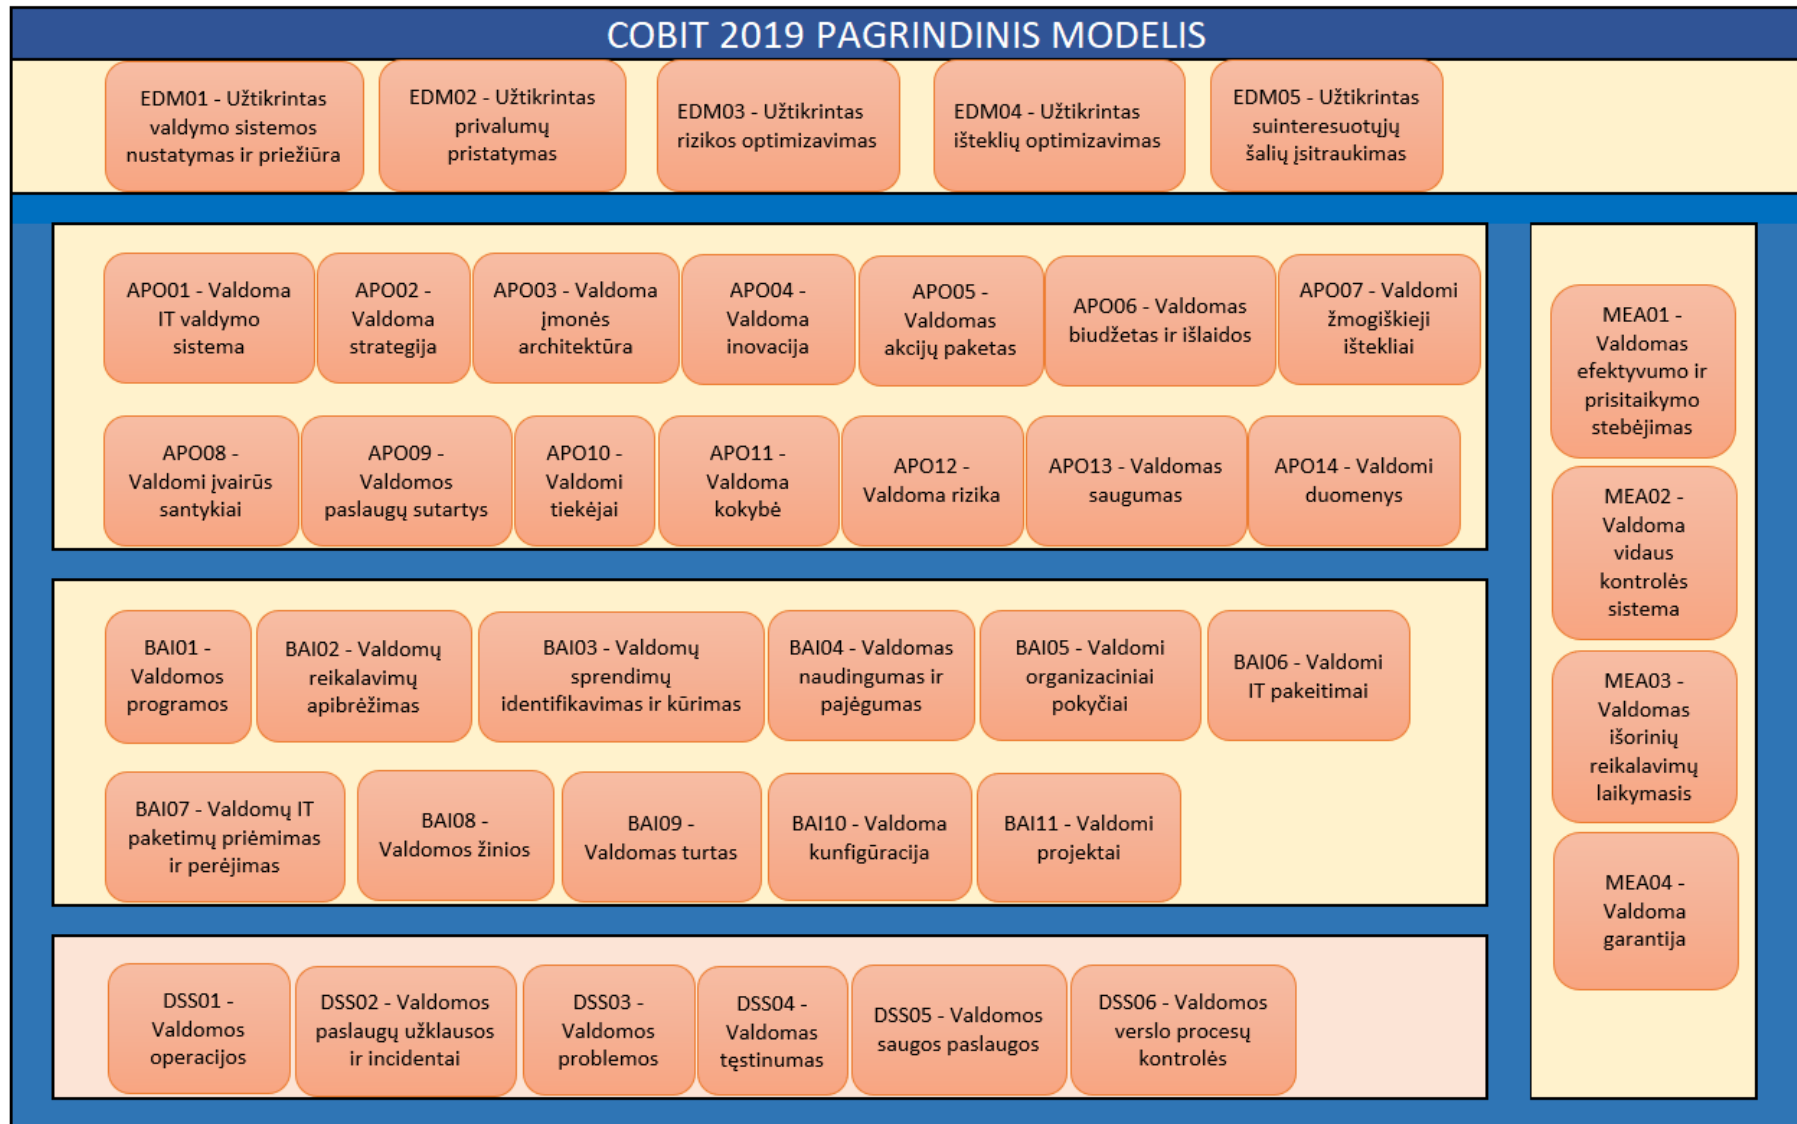 COBIT 2019 PAGRINDINIS MODELIS
EDM01 - Užtikrintas
valdymo sistemos
nustatymas ir priežiūra
EDM02 - Užtikrintas
privalumų
pristatymas
EDM03 - Užtikrintas
rizikos optimizavimas
EDM04 - Užtikrintas
išteklių optimizavimas
EDM05 - Užtikrintas
suinteresuotųjų
šalių įsitraukimas
APO01 - Valdoma
IT valdymo
sistema
APO02 -
Valdoma
strategija
APO03 - Valdoma
įmonės
architektūra
APO04 -
Valdoma
inovacija
APO05 -
Valdomas
akcijų paketas
APO06 - Valdomas
biudžetas ir išlaidos
APO07 - Valdomi
žmogiškieji
ištekliai
APO08 -
Valdomi įvairūs
santykiai
APO09 -
Valdomos
paslaugų sutartys
APO10 -
Valdomi
tiekėjai
APO11 -
Valdoma
kokybė
APO12 -
Valdoma rizika
APO13 - Valdomas
saugumas
APO14 - Valdomi
duomenys
BAI01 -
Valdomos
programos
BAI02 - Valdomų
reikalavimų
apibrėžimas
BAI03 - Valdomų
sprendimų
identifikavimas ir kūrimas
BAI04 - Valdomas
naudingumas ir
pajėgumas
BAI05 - Valdomi
organizaciniai
pokyčiai
BAI06 - Valdomi
IT pakeitimai
BAI07 - Valdomų IT
paketimų priėmimas
ir perėjimas
BAI08 -
Valdomos žinios
BAI09 -
Valdomas turtas
BAI10 - Valdoma
kunfigūracija
BAI11 - Valdomi
projektai
DSS01 -
Valdomos
operacijos
DSS02 - Valdomos
paslaugų užklausos
ir incidentai
DSS03 -
Valdomos
problemos
DSS04 -
Valdomas
tęstinumas
DSS05 - Valdomos
saugos paslaugos
DSS06 - Valdomos
verslo procesų
kontrolės
MEA01 -
Valdomas
efektyvumo ir
prisitaikymo
stebėjimas
MEA02 -
Valdoma
vidaus
kontrolės
sistema
MEA03 -
Valdomas
išorinių
reikalavimų
laikymasis
MEA04 -
Valdoma
garantija